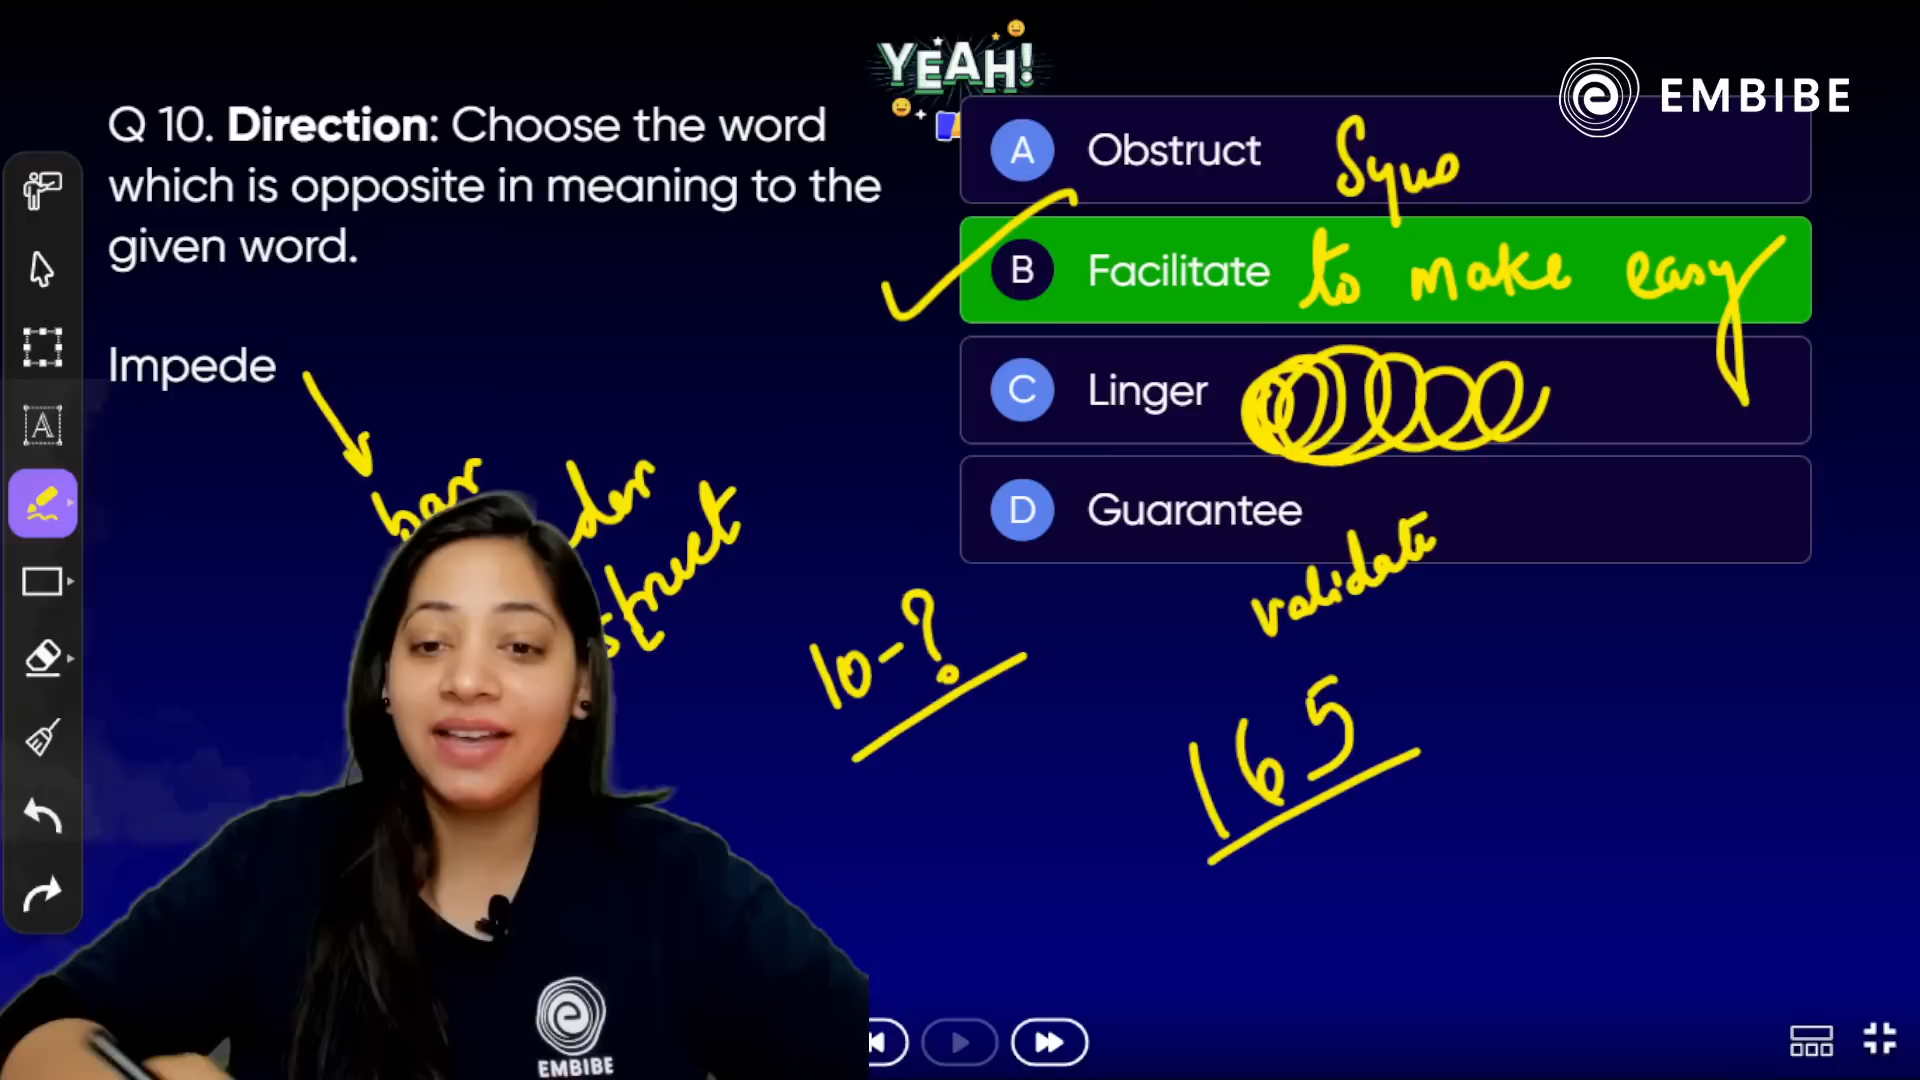 YEAH!
EMBIBE
Q 10. Direction: Choose the word
which is opposite in meaning to the
given word.
Impede
A Obstruct Syno
B Facilitate to make easy
C Linger
D Guarantee
validate
10-?
165
EMBIBE